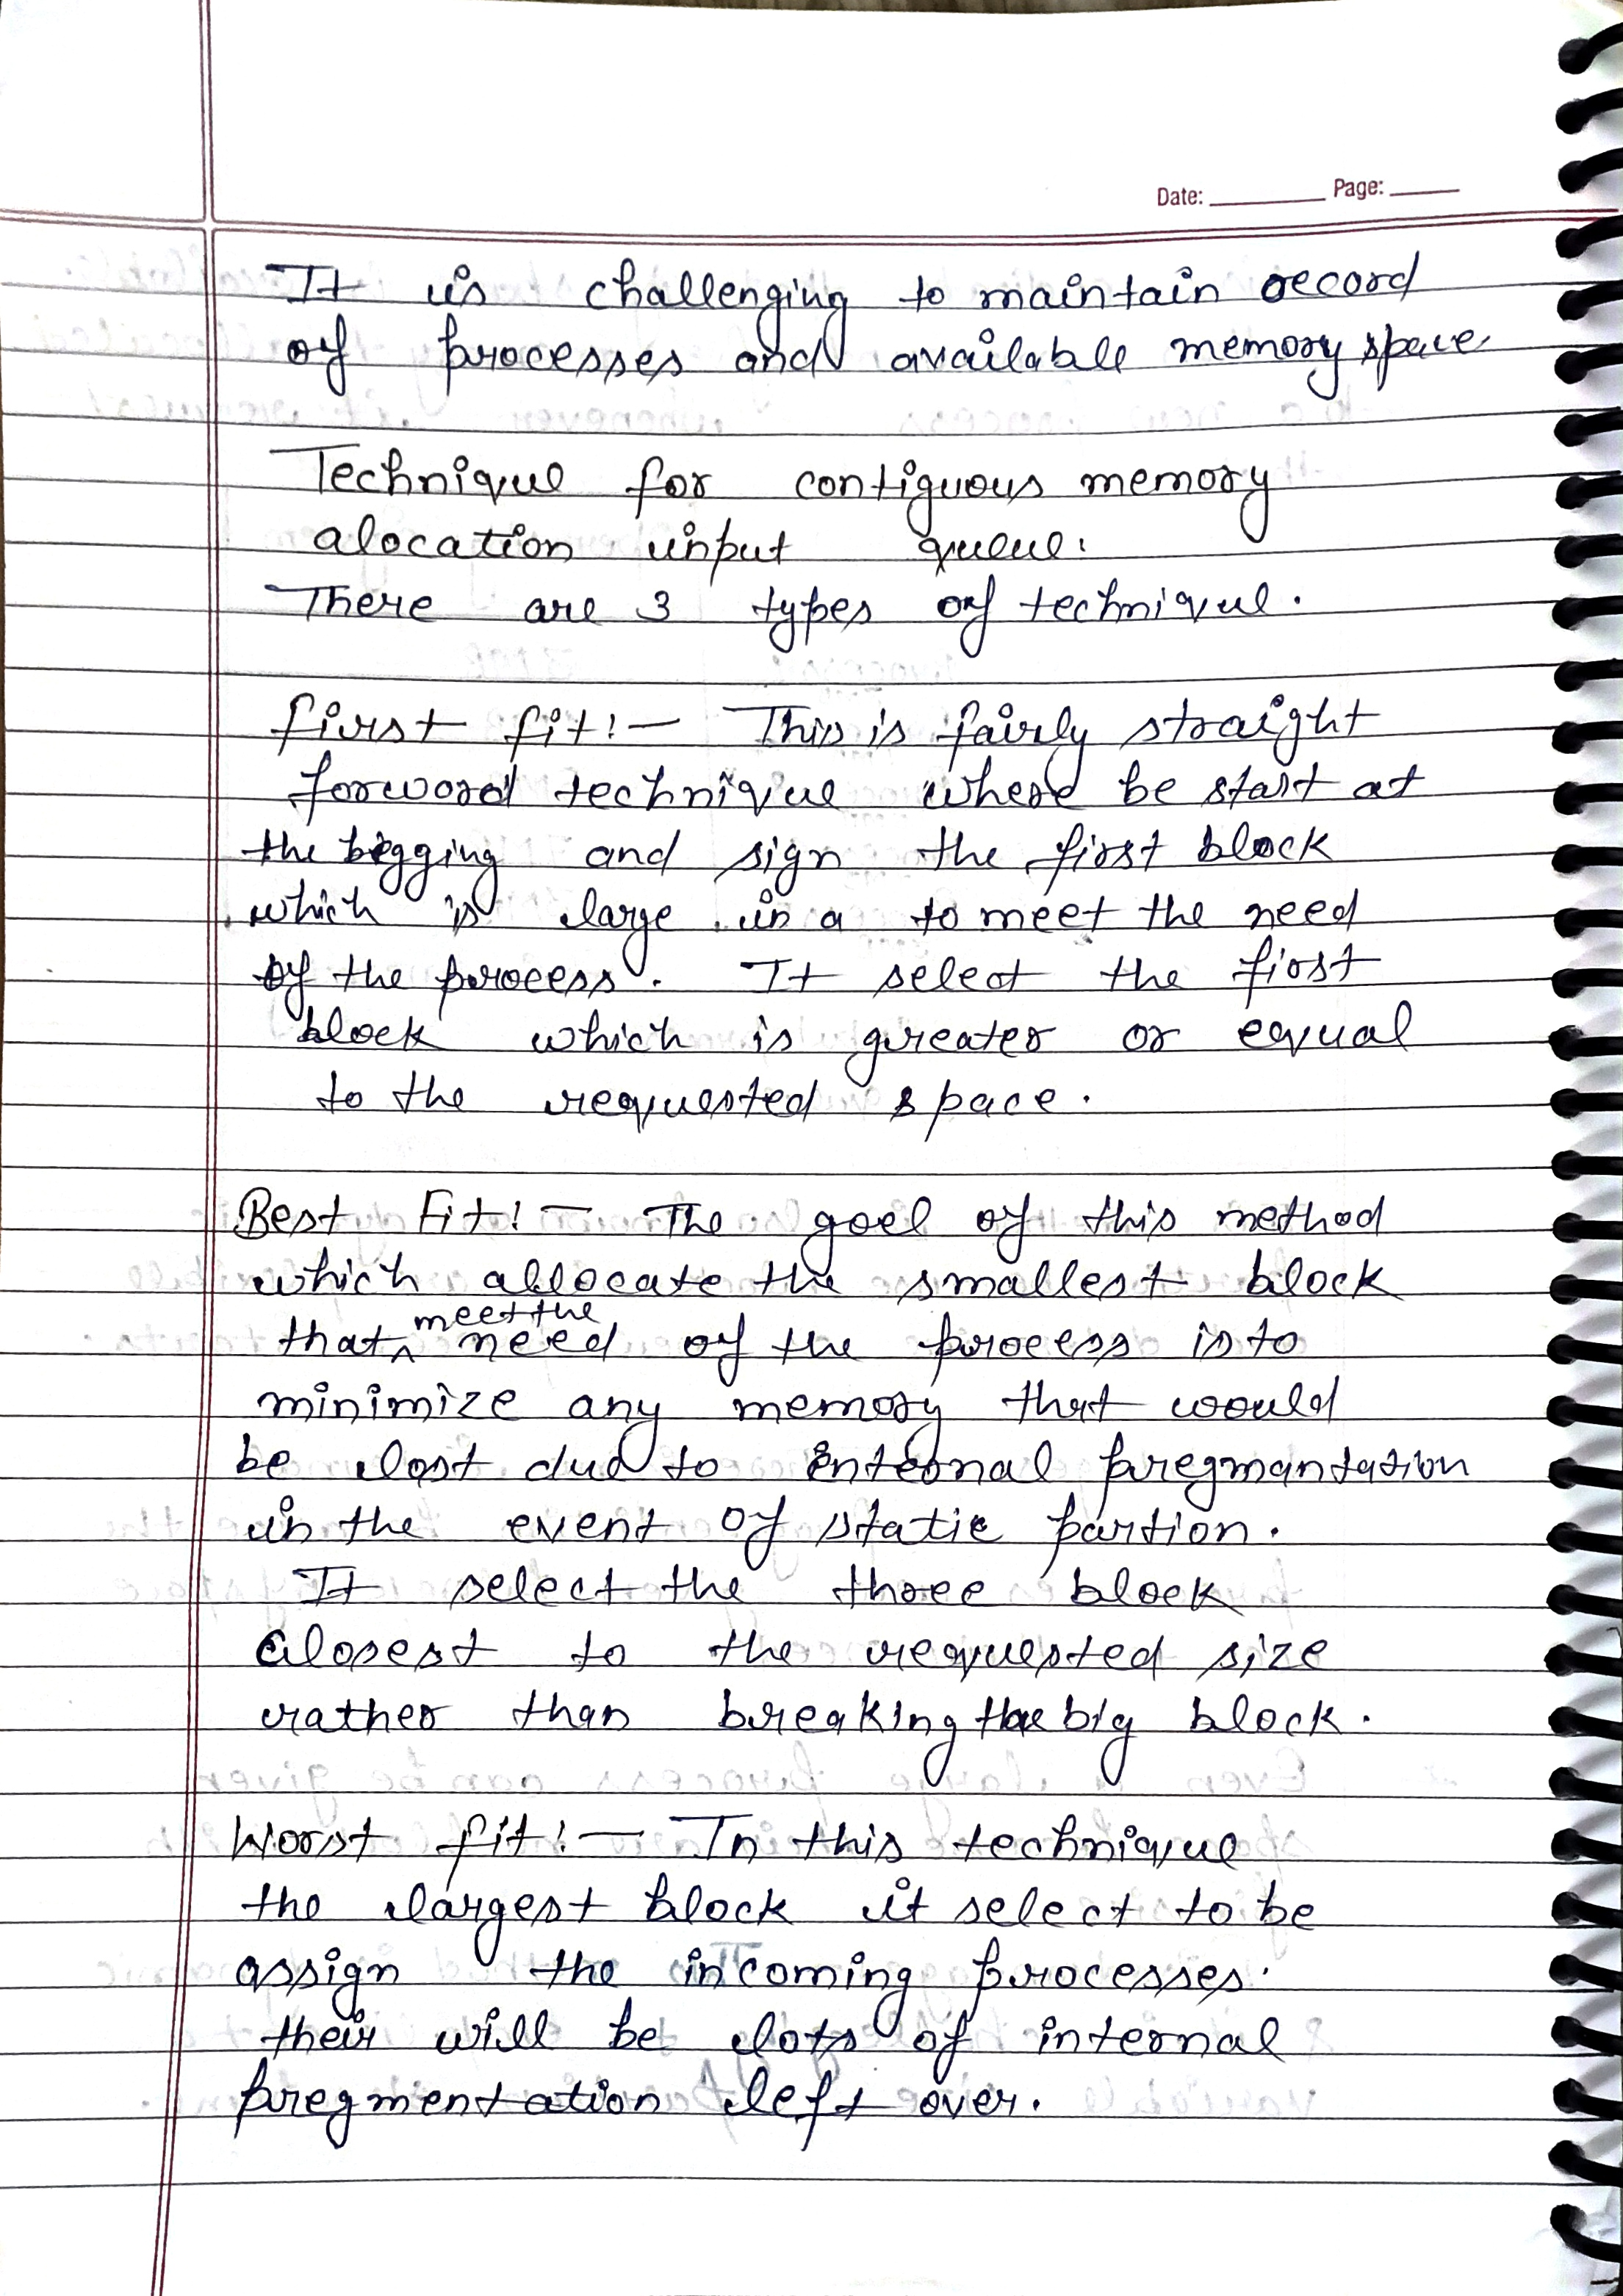 Date: Page:
It is challenging to maintain record
of processes and available memory space
Technique for contiguous memory
alocation input queue.
There are 3 types of technique.
first fit:- This is fairly straight
forword technique where be start at
the bigging and sign the first block
which is large in a to meet the need
of the process. It select the first
block which is greater or equal
to the requested space.
Best Fit:- The goel of this method
which allocate the smallest block
that meet the need of the process is to
minimize any memory that would
be lost due to internal fregmantation
in the event of static partion.
It select the three block
closest to the requested size
rather than breaking the big block.
Worst fit:- In this technique
the largest block it select to be
assign the incoming processes.
their will be lots of internal
fregmentation left over.